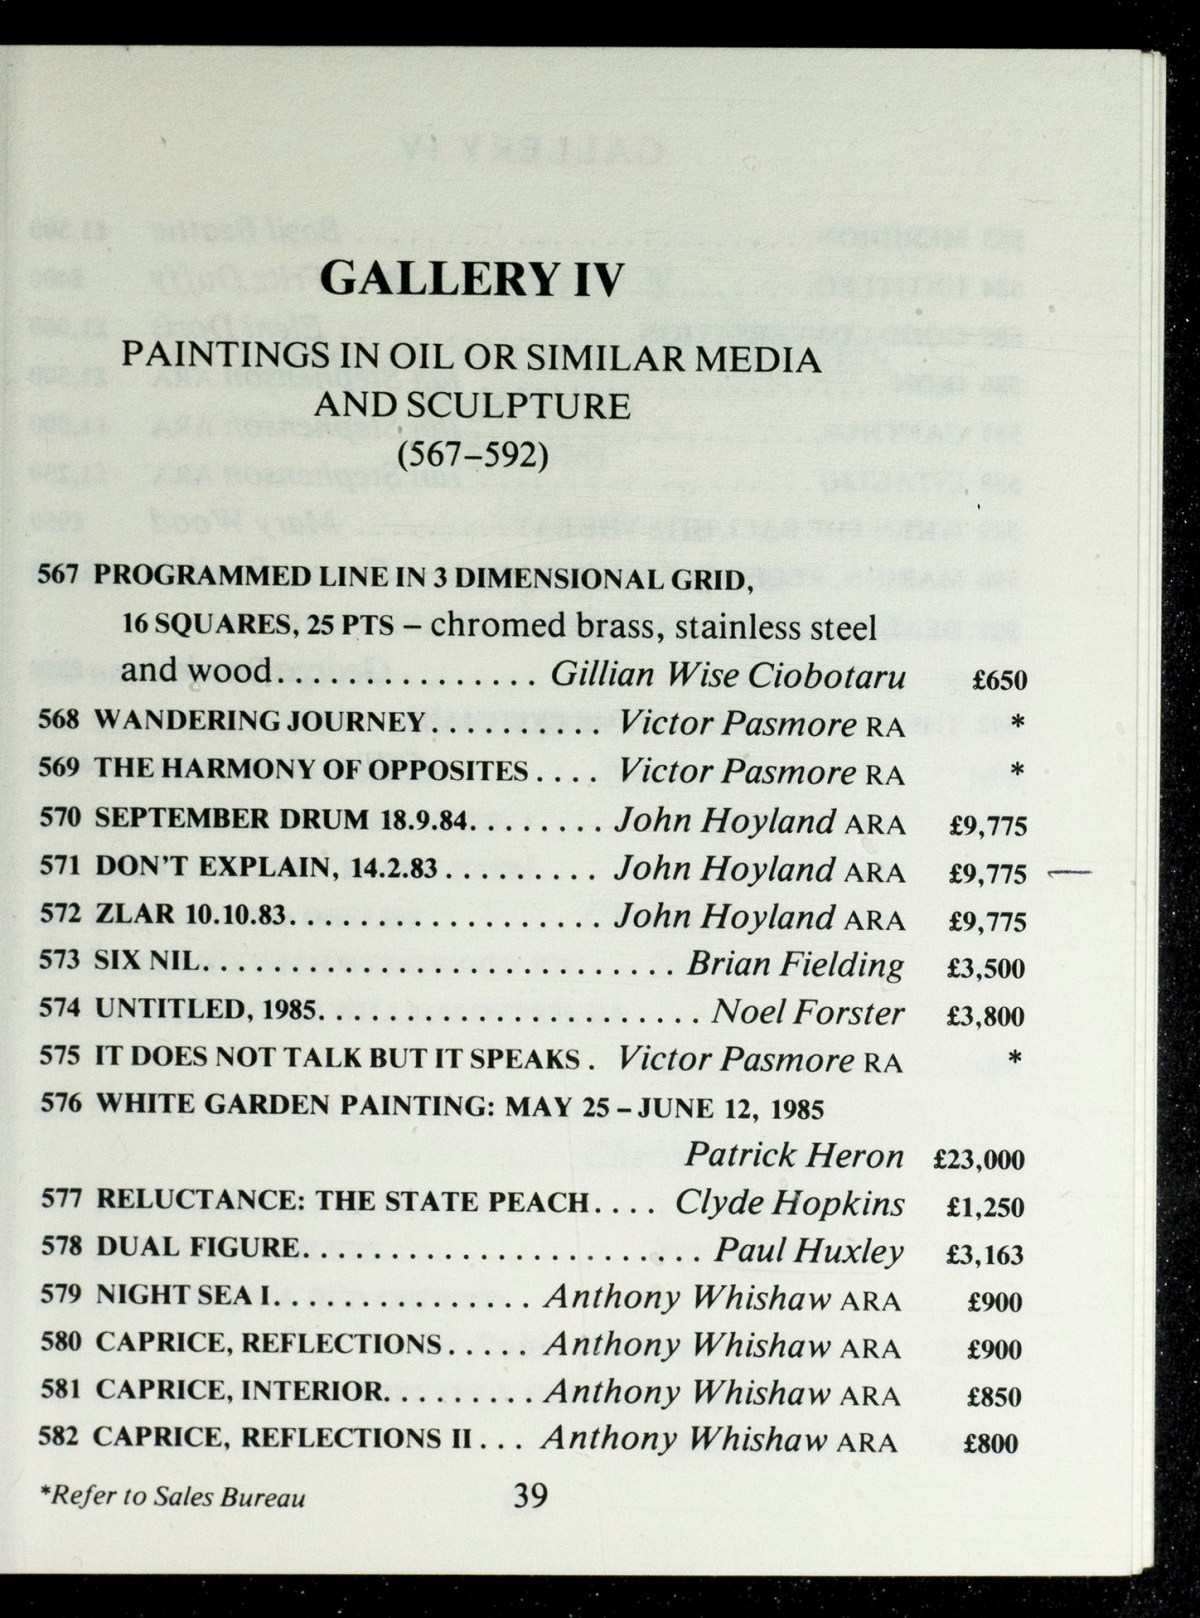 GALLERY IV
PAINTINGS IN OIL OR SIMILAR MEDIA
AND SCULPTURE
(567–592)
567 PROGRAMMED LINE IN 3 DIMENSIONAL GRID,
16 SQUARES, 25 PTS – chromed brass, stainless steel
and wood............... Gillian Wise Ciobotaru £650
568 WANDERING JOURNEY.......... Victor Pasmore RA *
569 THE HARMONY OF OPPOSITES.... Victor Pasmore RA *
570 SEPTEMBER DRUM 18.9.84........ John Hoyland ARA £9,775
571 DON'T EXPLAIN, 14.2.83......... John Hoyland ARA £9,775
572 ZLAR 10.10.83.................. John Hoyland ARA £9,775
573 SIX NIL........................... Brian Fielding £3,500
574 UNTITLED, 1985...................... Noel Forster £3,800
575 IT DOES NOT TALK BUT IT SPEAKS. Victor Pasmore RA *
576 WHITE GARDEN PAINTING: MAY 25 – JUNE 12, 1985
Patrick Heron £23,000
577 RELUCTANCE: THE STATE PEACH.... Clyde Hopkins £1,250
578 DUAL FIGURE....................... Paul Huxley £3,163
579 NIGHT SEA I............... Anthony Whishaw ARA £900
580 CAPRICE, REFLECTIONS..... Anthony Whishaw ARA £900
581 CAPRICE, INTERIOR......... Anthony Whishaw ARA £850
582 CAPRICE, REFLECTIONS II... Anthony Whishaw ARA £800
*Refer to Sales Bureau 39